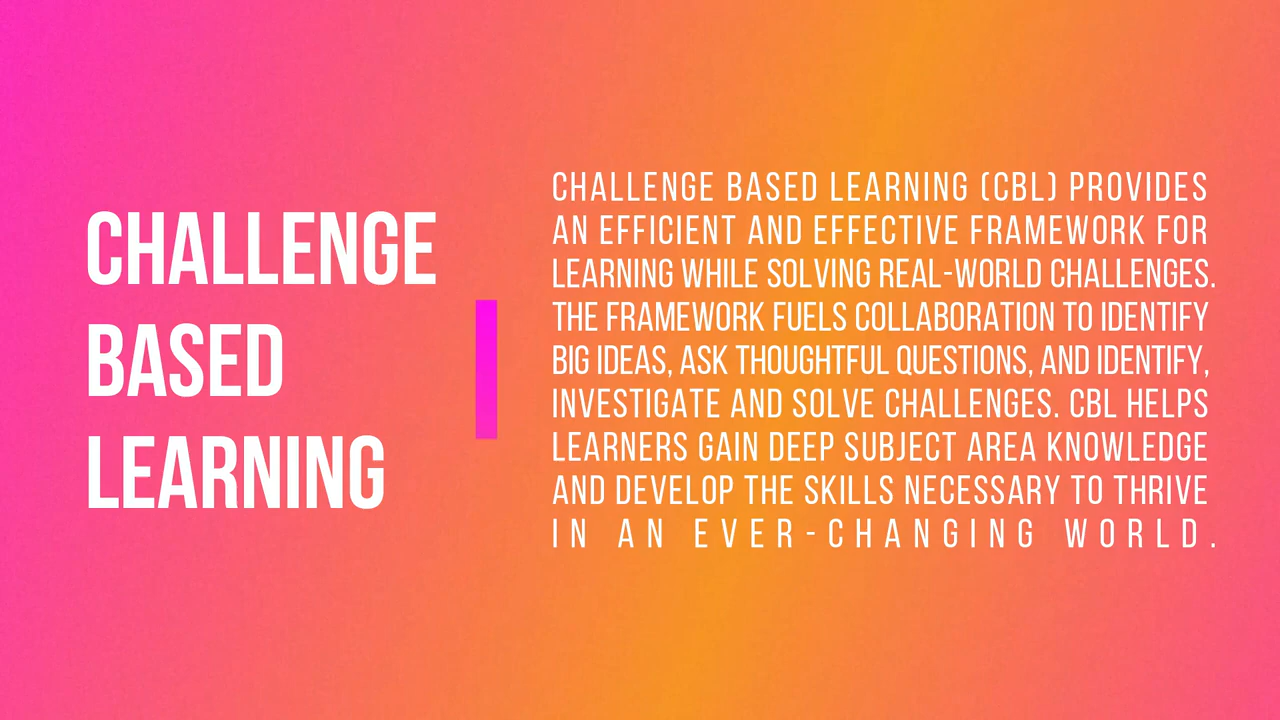 CHALLENGE
BASED
LEARNING
CHALLENGE BASED LEARNING (CBL) PROVIDES
AN EFFICIENT AND EFFECTIVE FRAMEWORK FOR
LEARNING WHILE SOLVING REAL-WORLD CHALLENGES.
THE FRAMEWORK FUELS COLLABORATION TO IDENTIFY
BIG IDEAS, ASK THOUGHTFUL QUESTIONS, AND IDENTIFY,
INVESTIGATE AND SOLVE CHALLENGES. CBL HELPS
LEARNERS GAIN DEEP SUBJECT AREA KNOWLEDGE
AND DEVELOP THE SKILLS NECESSARY TO THRIVE
IN AN EVER-CHANGING WORLD.